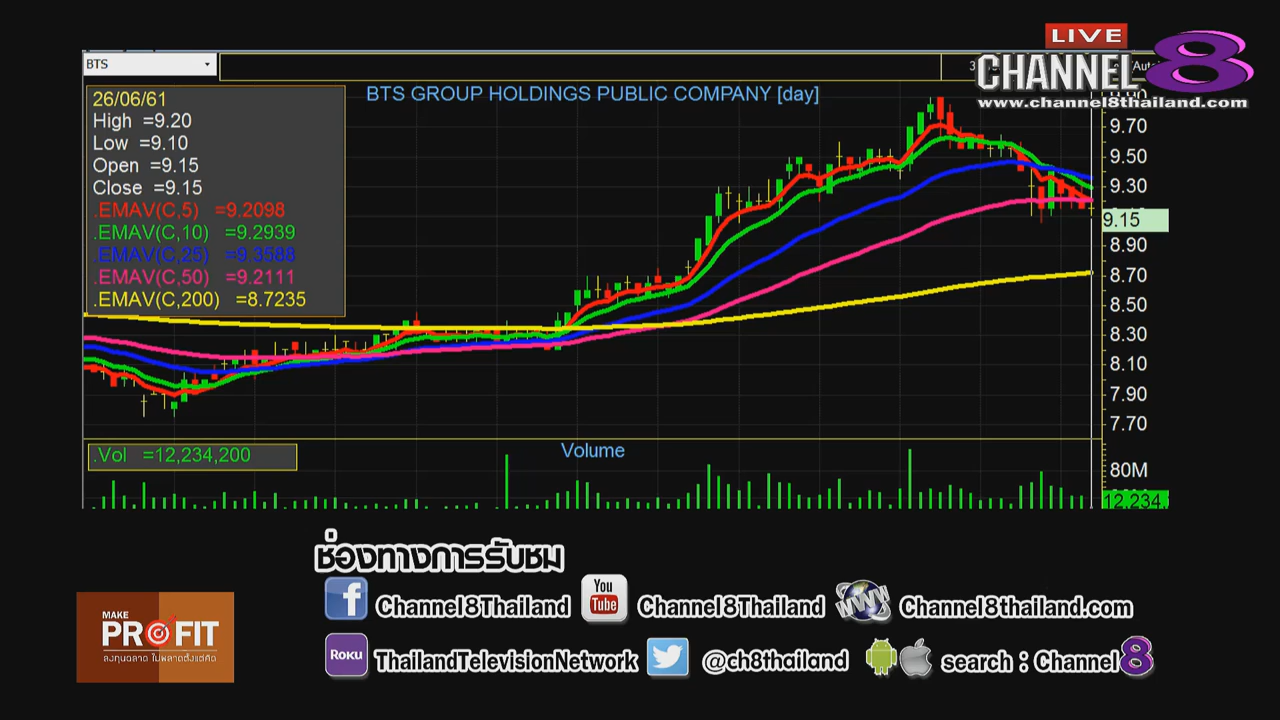 LIVE
BTS
CHANNEL 8
www.channel8thailand.com
26/06/61
High =9.20
Low =9.10
Open =9.15
Close =9.15
.EMAV(C,5) =9.2098
.EMAV(C,10) =9.2939
.EMAV(C,25) =9.3588
.EMAV(C,50) =9.2111
.EMAV(C,200) =8.7235
BTS GROUP HOLDINGS PUBLIC COMPANY [day]
9.70
9.50
9.30
9.15
8.90
8.70
8.50
8.30
8.10
7.90
7.70
.Vol =12,234,200
Volume
80M
12,234,
ช่องทางการรับชม
f Channel8Thailand You Tube Channel8Thailand WWW Channel8thailand.com
ROKU ThailandTelevisionNetwork @ch8thailand search : Channel8
MAKE
PROFIT
ลงทุนฉลาด ไม่พลาดตั้งแต่คิด